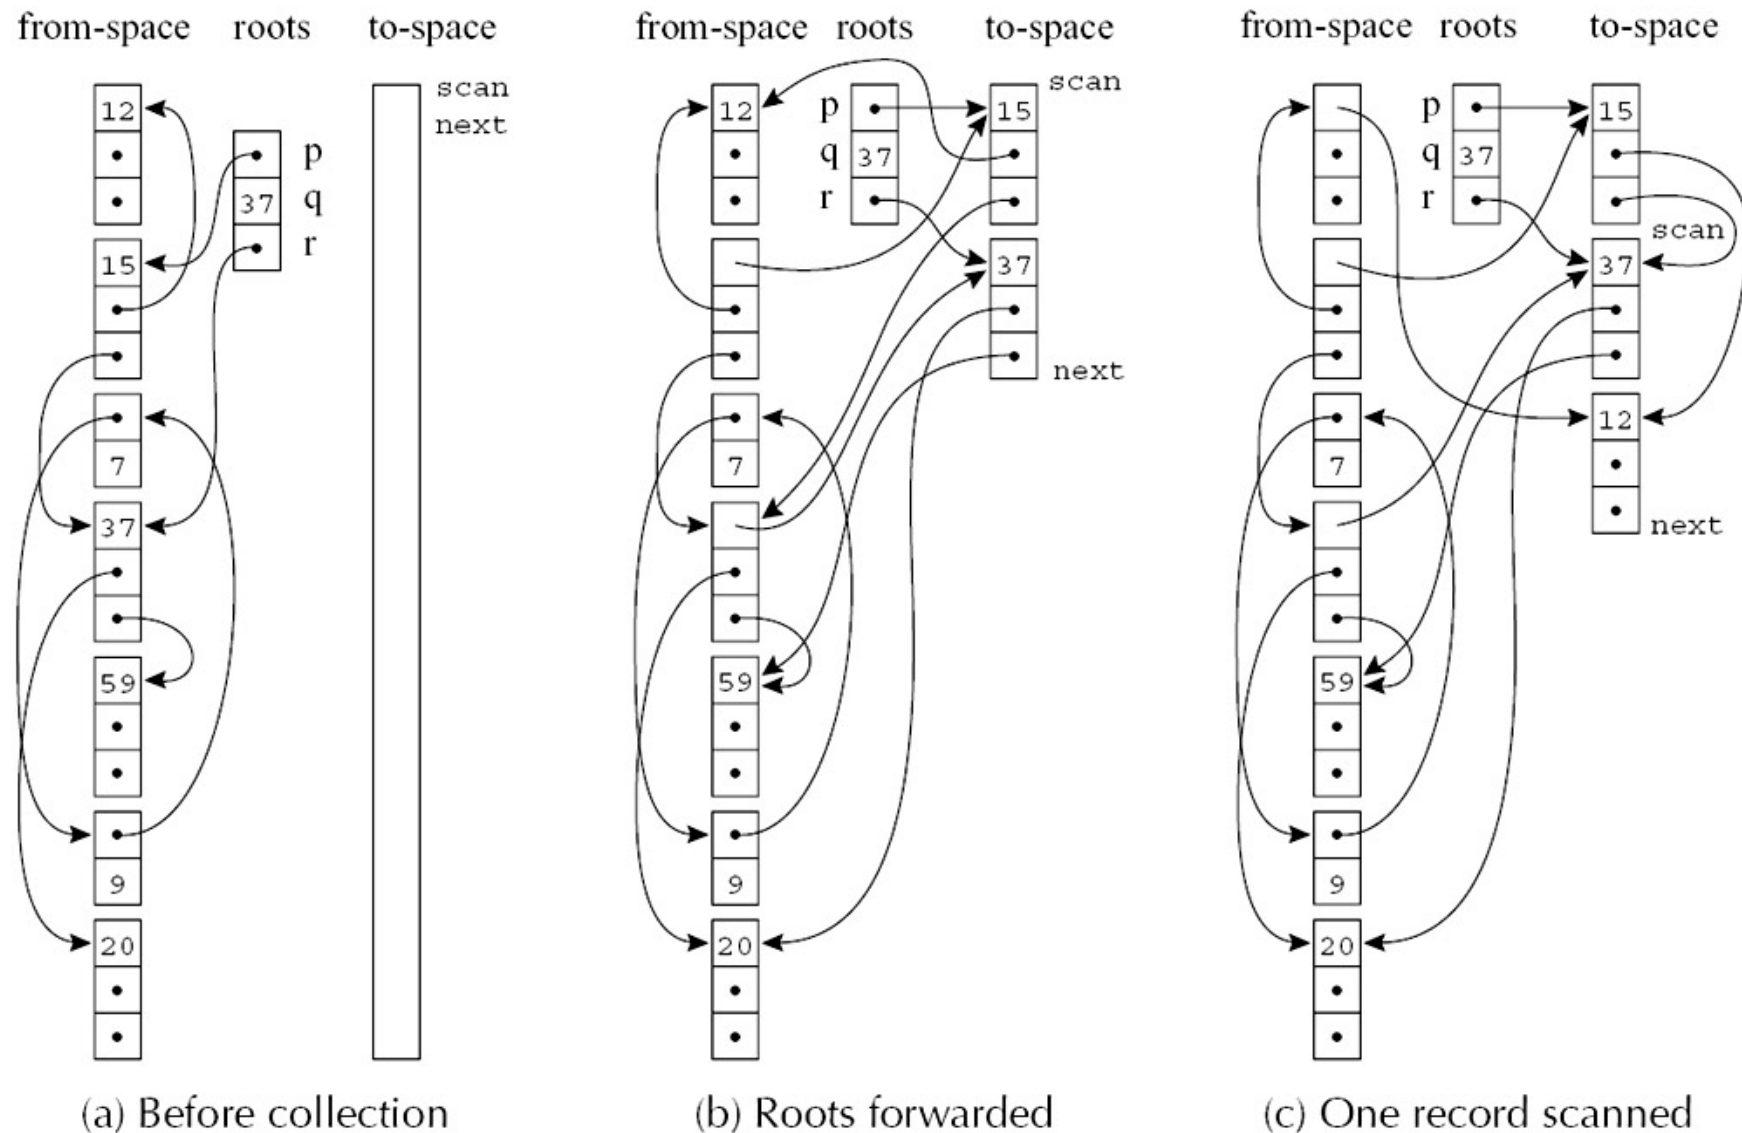 from-space roots to-space
scan
next
12
p
15
q
37
r
7
37
59
9
20
(a) Before collection
from-space roots to-space
scan
12
p
15
q
37
r
37
next
7
59
9
20
(b) Roots forwarded
from-space roots to-space
p
15
q
37
r
scan
37
12
7
next
59
9
20
(c) One record scanned